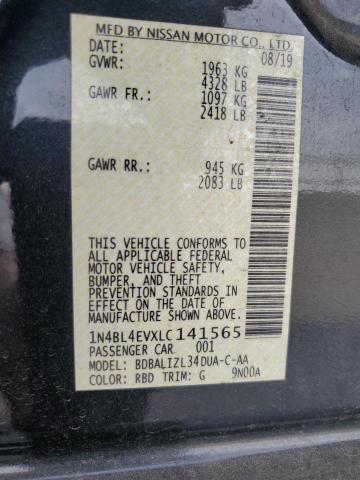 MFD BY NISSAN MOTOR CO., LTD.
DATE: 08/19
GVWR: 1963 KG
4328 LB
GAWR FR: 1097 KG
2418 LB
GAWR RR: 945 KG
2083 LB
THIS VEHICLE CONFORMS TO
ALL APPLICABLE FEDERAL
MOTOR VEHICLE SAFETY,
BUMPER, AND THEFT
PREVENTION STANDARDS IN
EFFECT ON THE DATE OF
MANUFACTURE SHOWN ABOVE.
1N4BL4EVXLC141565
PASSENGER CAR 001
MODEL: BDBALIZL34DUA-C-AA
COLOR: RBD TRIM: G 9N00A